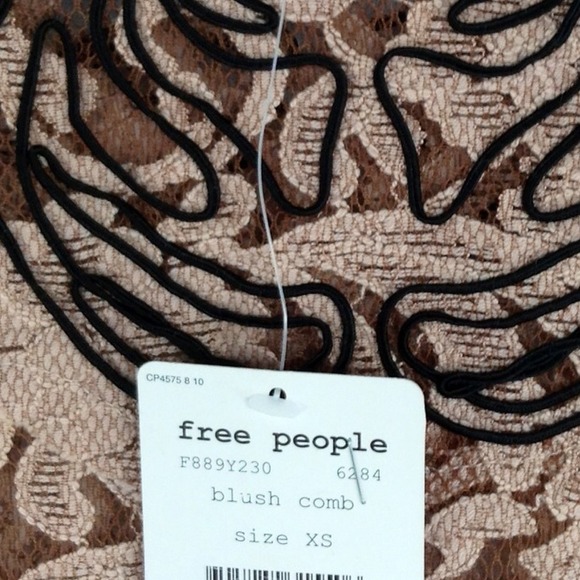 CP4575 8 10
free people
F889Y230 6284
blush comb
size XS